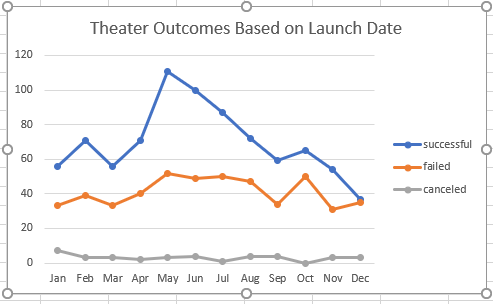 Theater Outcomes Based on Launch Date
120
100
80
60
40
20
0
Jan Feb Mar Apr May Jun Jul Aug Sep Oct Nov Dec
successful
failed
canceled